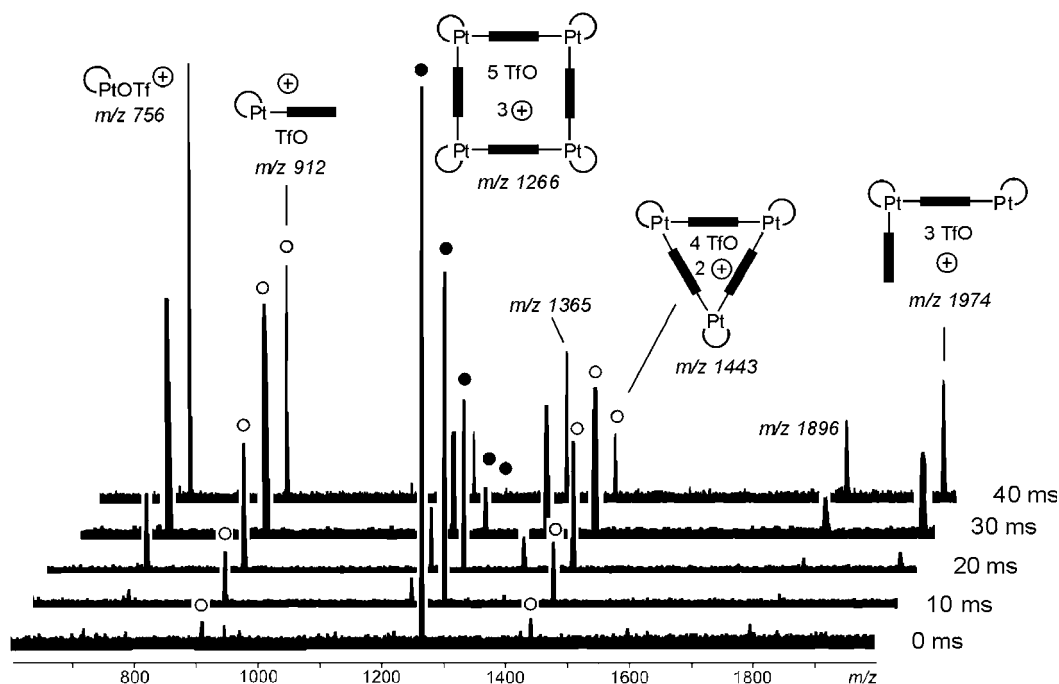 PtOTf +
m/z 756
+
Pt
TfO
m/z 912
Pt Pt
5 TfO
3 +
Pt Pt
m/z 1266
Pt Pt
4 TfO
2 +
Pt
m/z 1443
Pt Pt
3 TfO
+
m/z 1974
m/z 1365
m/z 1896
40 ms
30 ms
20 ms
10 ms
0 ms
800 1000 1200 1400 1600 1800 m/z